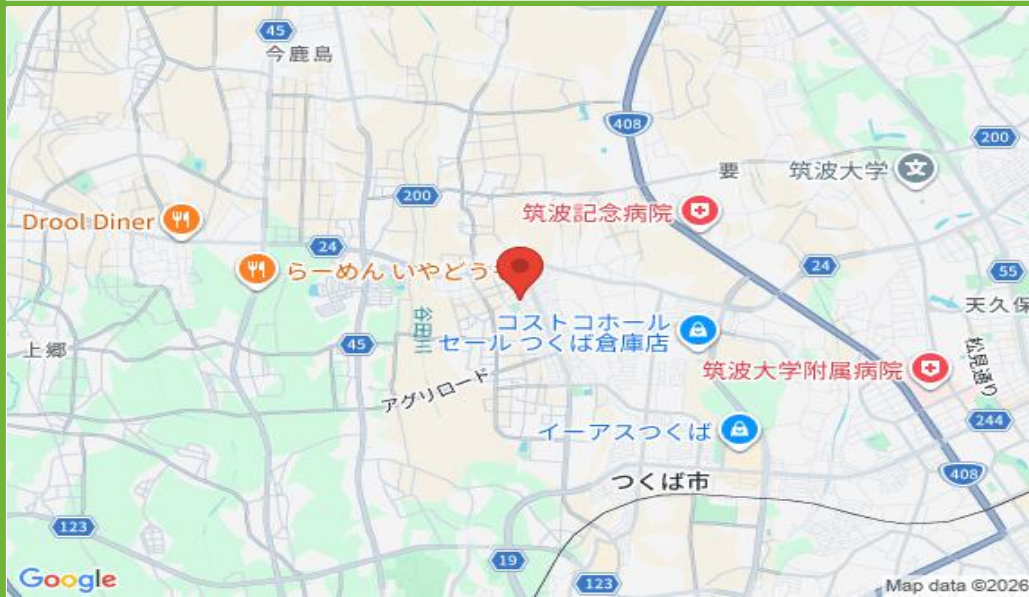 45
今鹿島
408
200
要
筑波大学
200
筑波記念病院
Drool Diner
24
らーめん いやどう
24
55
天久保
谷田川
コストコホール
セール つくば倉庫店
上郷
45
松見通り
筑波大学附属病院
アグリロード
244
イーアスつくば
つくば市
408
123
19
123
Google
Map data ©2026